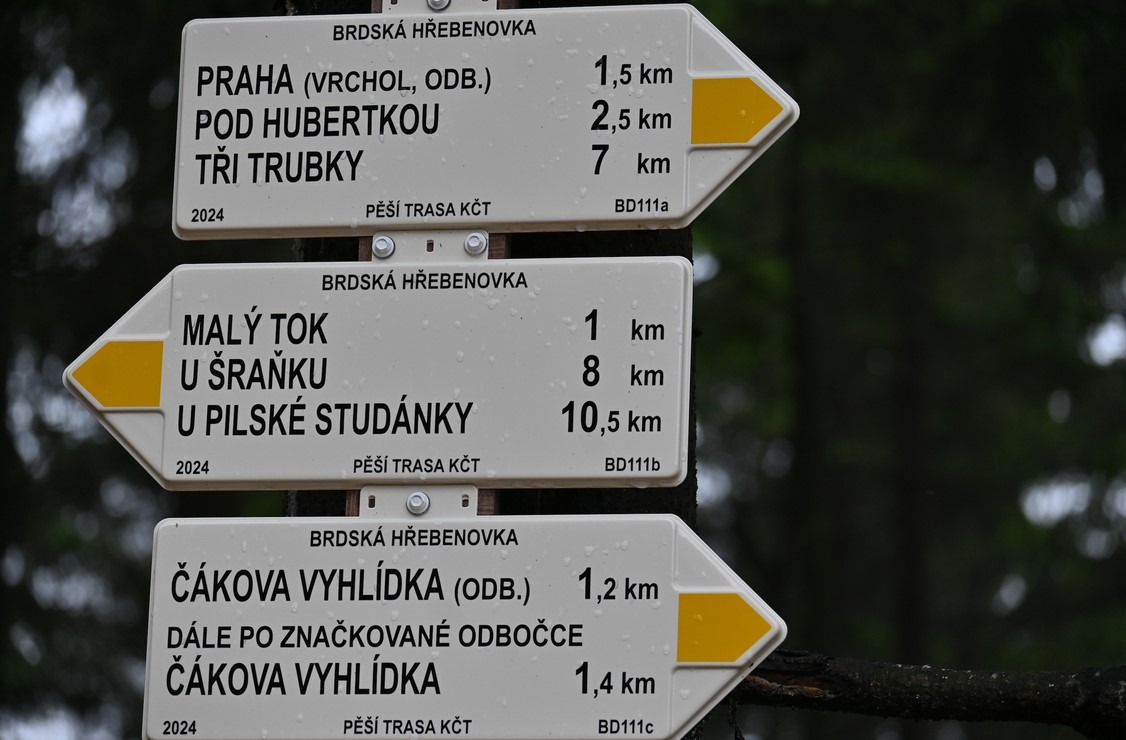 BRDSKÁ HŘEBENOVKA
PRAHA (VRCHOL, ODB.) 1,5 km
POD HUBERTKOU 2,5 km
TŘI TRUBKY 7 km
2024 PĚŠÍ TRASA KČT BD111a
BRDSKÁ HŘEBENOVKA
MALÝ TOK 1 km
U ŠRAŇKU 8 km
U PILSKÉ STUDÁNKY 10,5 km
2024 PĚŠÍ TRASA KČT BD111b
BRDSKÁ HŘEBENOVKA
ČÁKOVA VYHLÍDKA (ODB.) 1,2 km
DÁLE PO ZNAČKOVANÉ ODBOČCE
ČÁKOVA VYHLÍDKA 1,4 km
2024 PĚŠÍ TRASA KČT BD111c